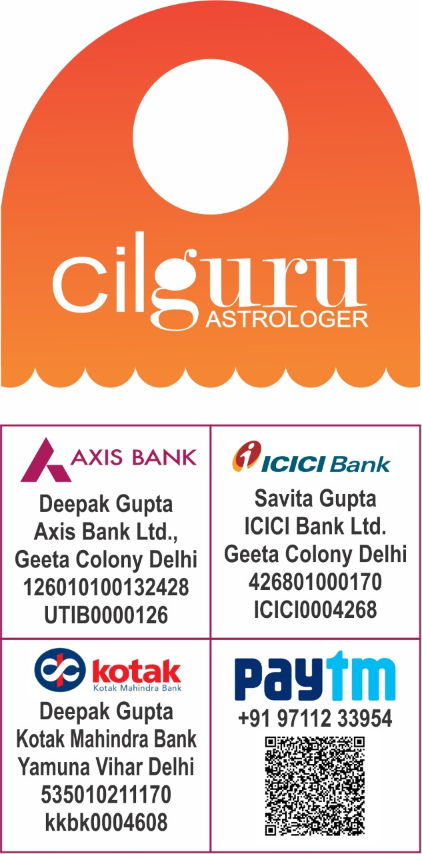 cilguru
ASTROLOGER
AXIS BANK
Deepak Gupta
Axis Bank Ltd.,
Geeta Colony Delhi
126010100132428
UTIB0000126
ICICI Bank
Savita Gupta
ICICI Bank Ltd.
Geeta Colony Delhi
426801000170
ICICI0004268
kotak
Kotak Mahindra Bank
Deepak Gupta
Kotak Mahindra Bank
Yamuna Vihar Delhi
535010211170
kkbk0004608
paytm
+91 97112 33954